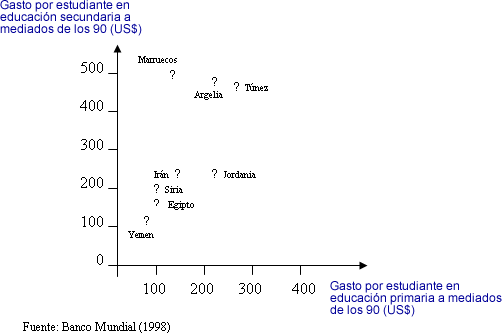 Gasto por estudiante en
educación secundaria a
mediados de los 90 (US$)
Marruecos
500
?
?
?
Túnez
Argelia
400
300
Irán
?
?
Jordania
200
?
Siria
?
Egipto
100
?
Yemen
0
100
200
300
400
Gasto por estudiante en
educación primaria a mediados
de los 90 (US$)
Fuente: Banco Mundial (1998)